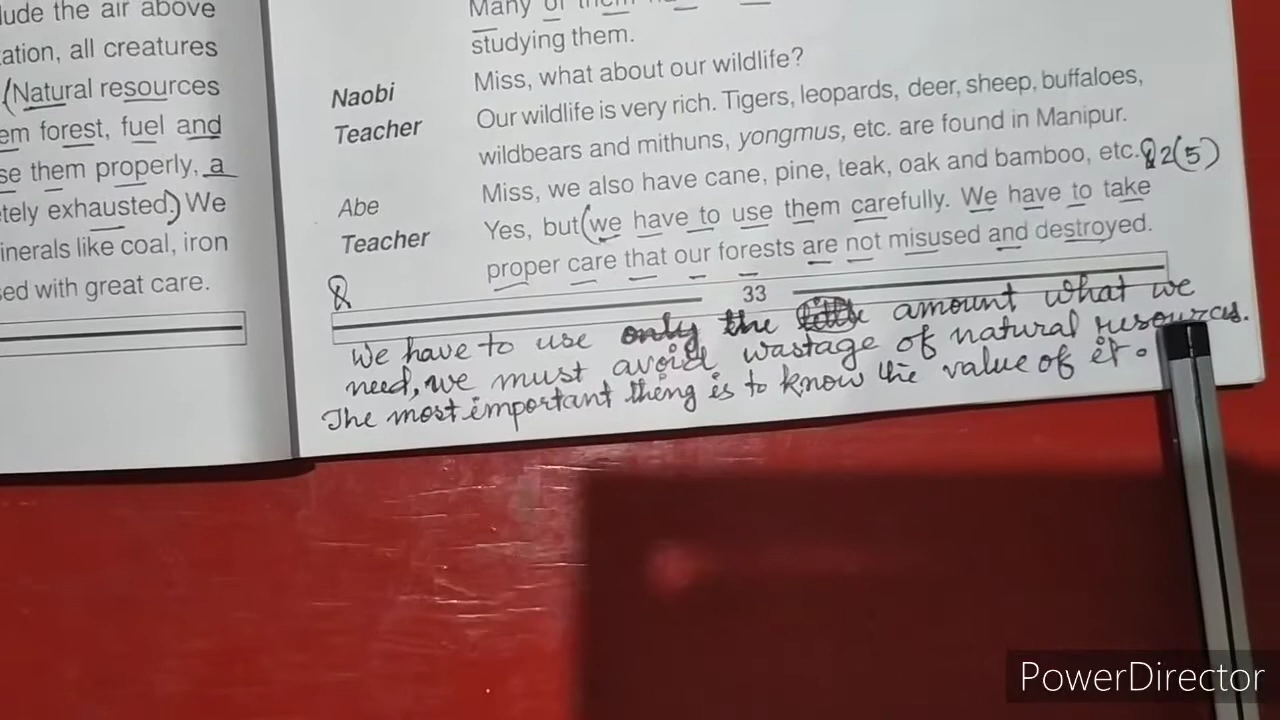 lude the air above
ation, all creatures
(Natural resources
em forest, fuel and
se them properly, a
tely exhausted) We
inerals like coal, iron
sed with great care.
Many of them
studying them.
Naobi Miss, what about our wildlife?
Teacher Our wildlife is very rich. Tigers, leopards, deer, sheep, buffaloes,
wildbears and mithuns, yongmus, etc. are found in Manipur.
Abe Miss, we also have cane, pine, teak, oak and bamboo, etc. Q2(5)
Teacher Yes, but (we have to use them carefully. We have to take
proper care that our forests are not misused and destroyed.
&
33
We have to use only the amount what we
need, we must avoid wastage of natural resources.
The most important thing is to know the value of it.
PowerDirector